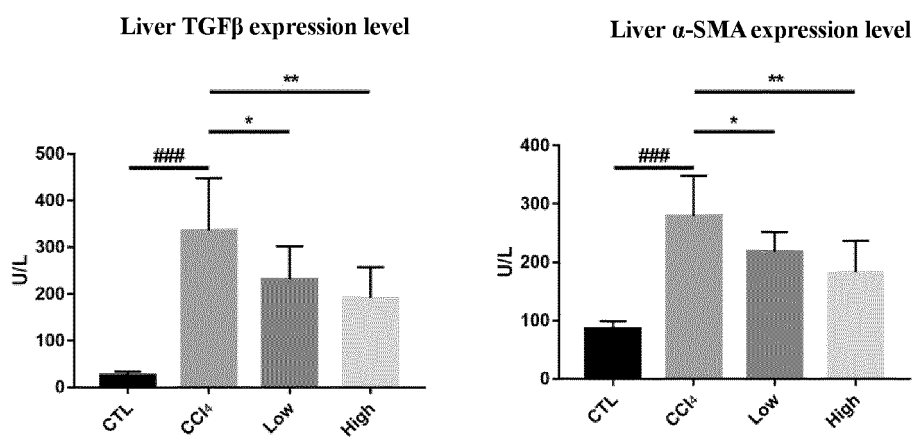 Liver TGFβ expression level
**
*
###
500
400
300
200
100
0
U/L
CTL
CCl4
Low
High
Liver α-SMA expression level
**
*
###
400
300
200
100
0
U/L
CTL
CCl4
Low
High